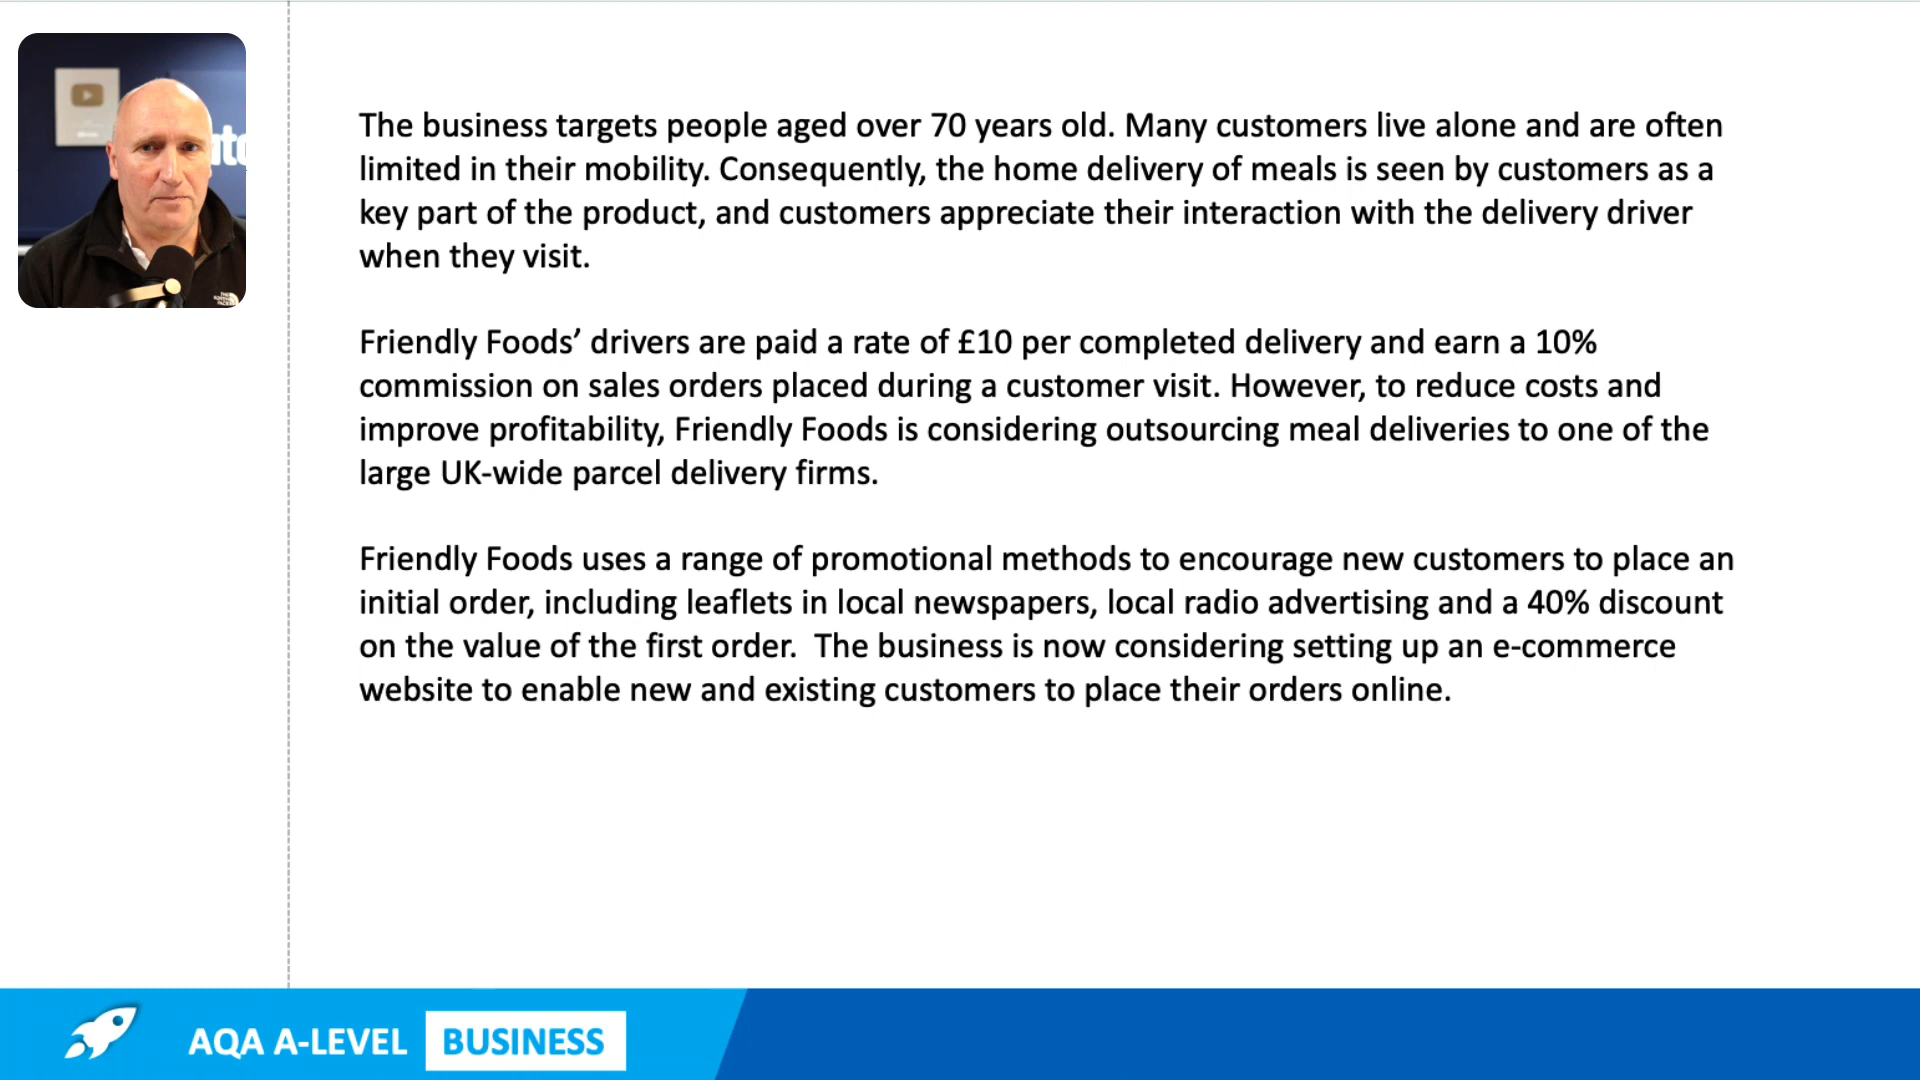 The business targets people aged over 70 years old. Many customers live alone and are often
limited in their mobility. Consequently, the home delivery of meals is seen by customers as a
key part of the product, and customers appreciate their interaction with the delivery driver
when they visit.
Friendly Foods’ drivers are paid a rate of £10 per completed delivery and earn a 10%
commission on sales orders placed during a customer visit. However, to reduce costs and
improve profitability, Friendly Foods is considering outsourcing meal deliveries to one of the
large UK-wide parcel delivery firms.
Friendly Foods uses a range of promotional methods to encourage new customers to place an
initial order, including leaflets in local newspapers, local radio advertising and a 40% discount
on the value of the first order.  The business is now considering setting up an e-commerce
website to enable new and existing customers to place their orders online.
AQA A-LEVEL BUSINESS